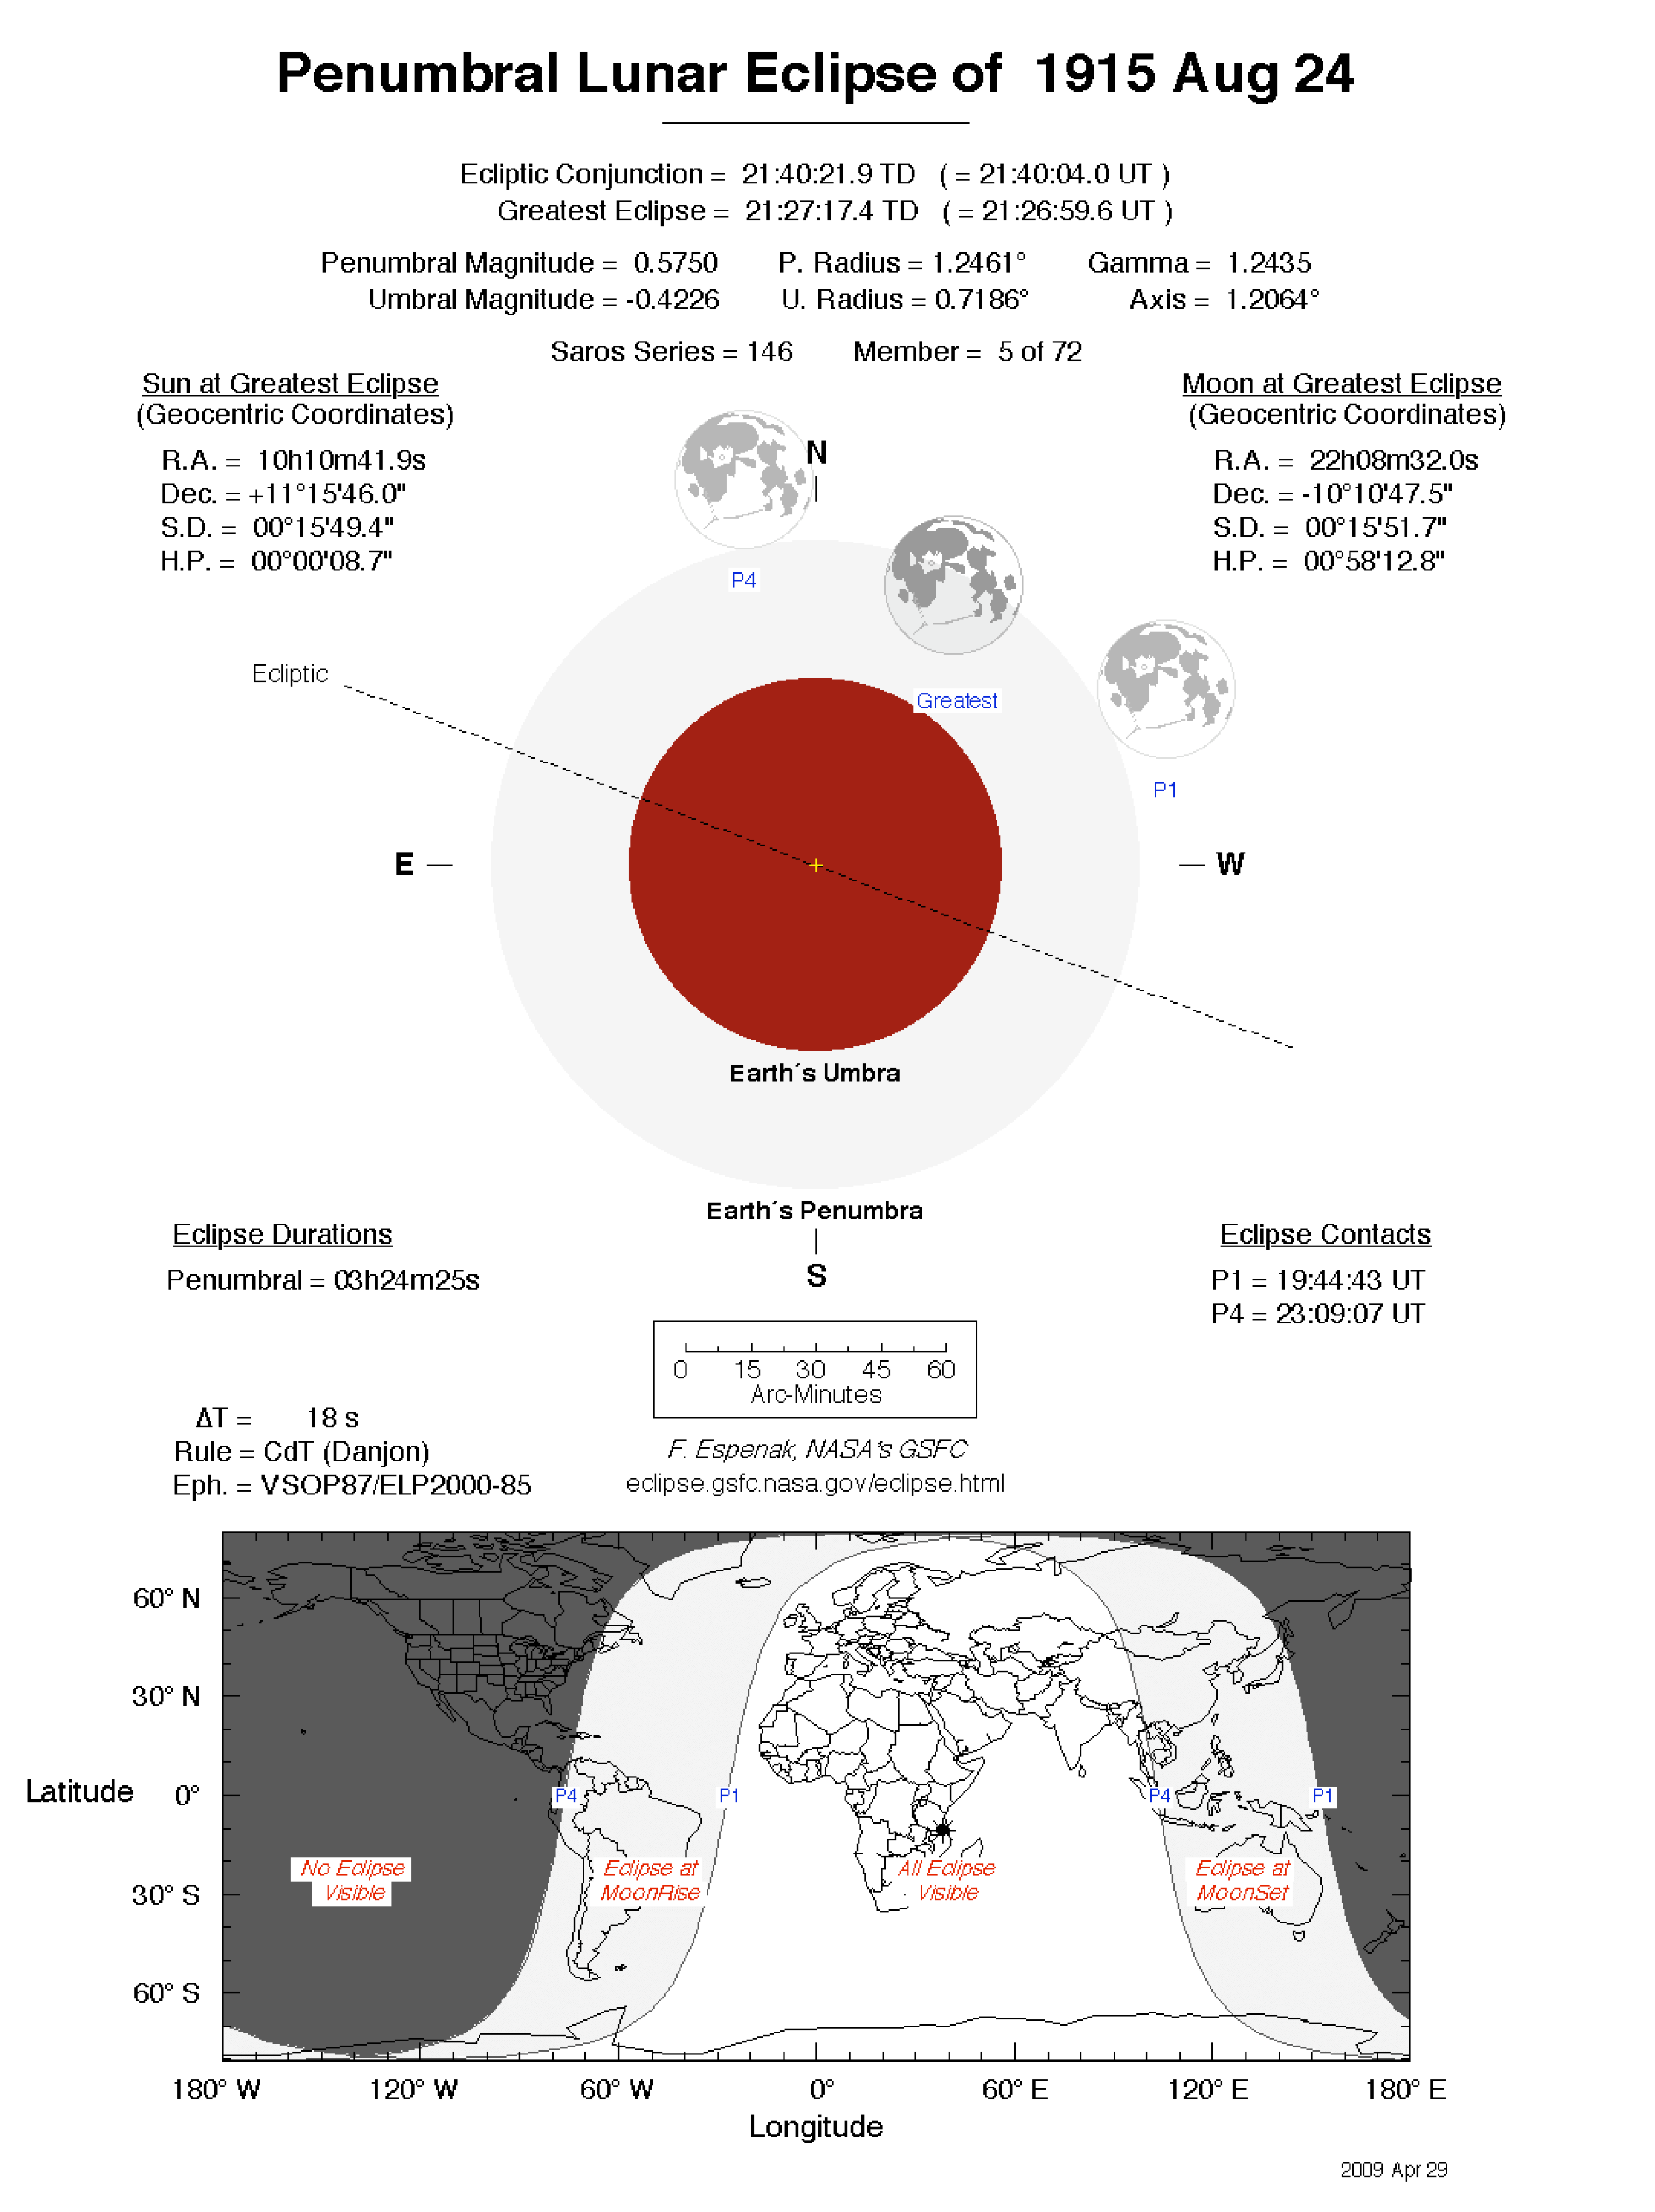 Penumbral Lunar Eclipse of  1915 Aug 24
Ecliptic Conjunction =  21:40:21.9 TD   ( = 21:40:04.0 UT )
Greatest Eclipse =  21:27:17.4 TD   ( = 21:26:59.6 UT )
Penumbral Magnitude =  0.5750   P. Radius = 1.2461°   Gamma =  1.2435
Umbral Magnitude = -0.4226   U. Radius = 0.7186°   Axis =  1.2064°
Saros Series = 146   Member =  5 of 72
Sun at Greatest Eclipse
(Geocentric Coordinates)
R.A. =  10h10m41.9s
Dec. = +11°15'46.0"
S.D. =  00°15'49.4"
H.P. =  00°00'08.7"
Moon at Greatest Eclipse
(Geocentric Coordinates)
R.A. =  22h08m32.0s
Dec. = -10°10'47.5"
S.D. =  00°15'51.7"
H.P. =  00°58'12.8"
N
P4
Ecliptic
Greatest
P1
E
W
Earth´s Umbra
Earth´s Penumbra
S
Eclipse Durations
Penumbral = 03h24m25s
Eclipse Contacts
P1 = 19:44:43 UT
P4 = 23:09:07 UT
0 15 30 45 60
Arc-Minutes
ΔT =   18 s
Rule = CdT (Danjon)
Eph. = VSOP87/ELP2000-85
F. Espenak, NASA's GSFC
eclipse.gsfc.nasa.gov/eclipse.html
60° N
30° N
Latitude
0°
30° S
60° S
P4
P1
P4
P1
No Eclipse
Visible
Eclipse at
MoonRise
All Eclipse
Visible
Eclipse at
MoonSet
180° W 120° W 60° W 0° 60° E 120° E 180° E
Longitude
2009 Apr 29